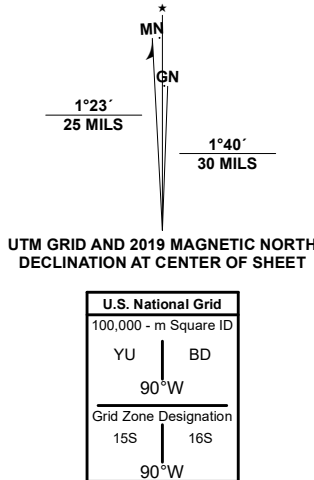 ★
MN
GN
1°23´
25 MILS
1°40´
30 MILS
UTM GRID AND 2019 MAGNETIC NORTH
DECLINATION AT CENTER OF SHEET
U.S. National Grid
100,000 - m Square ID
YU BD
90°W
Grid Zone Designation
15S 16S
90°W